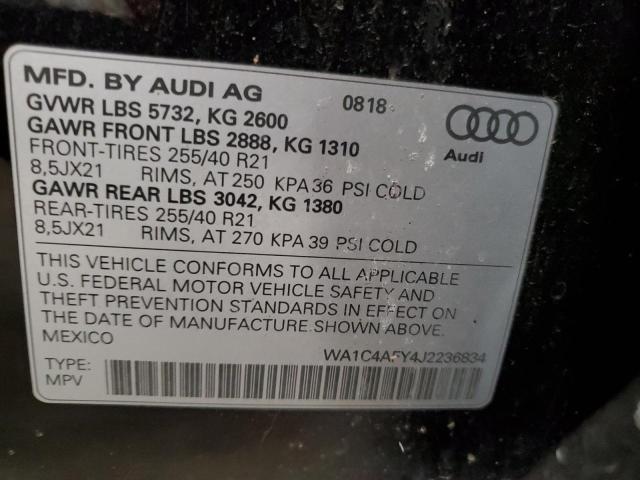 MFD. BY AUDI AG 0818
GVWR LBS 5732, KG 2600
GAWR FRONT LBS 2888, KG 1310
FRONT-TIRES 255/40 R21
8,5JX21 RIMS, AT 250 KPA 36 PSI COLD
GAWR REAR LBS 3042, KG 1380
REAR-TIRES 255/40 R21
8,5JX21 RIMS, AT 270 KPA 39 PSI COLD
Audi
THIS VEHICLE CONFORMS TO ALL APPLICABLE
U.S. FEDERAL MOTOR VEHICLE SAFETY AND
THEFT PREVENTION STANDARDS IN EFFECT ON
THE DATE OF MANUFACTURE SHOWN ABOVE.
MEXICO
WA1C4AFY4J2236834
TYPE:
MPV